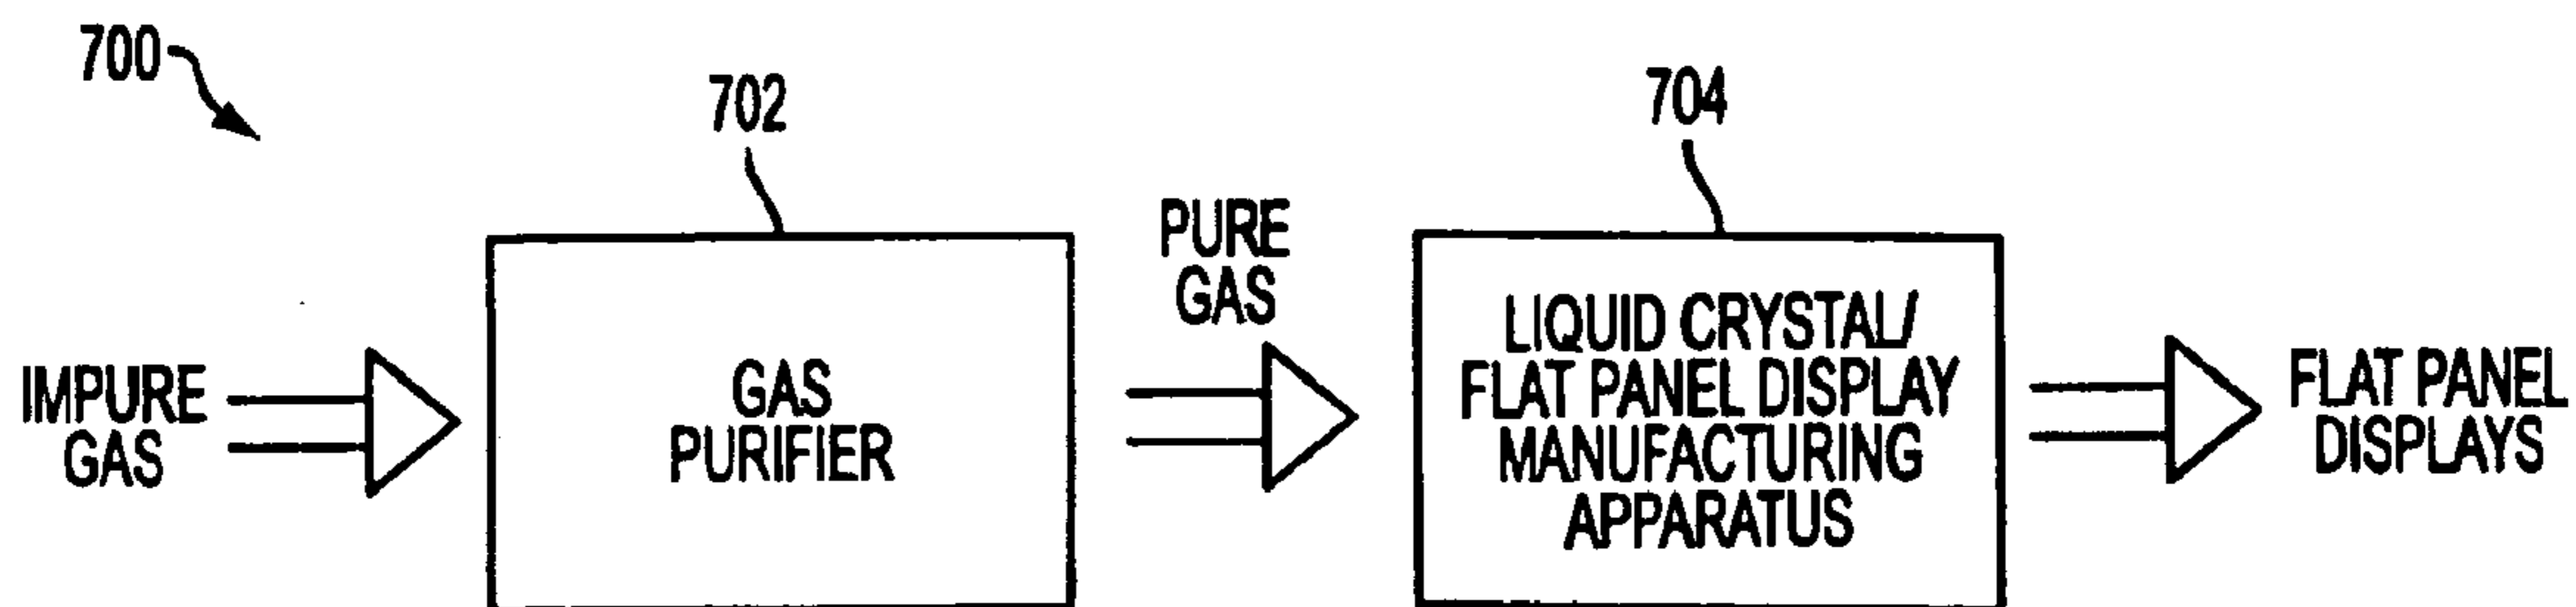 700
702
704
IMPURE
GAS
GAS
PURIFIER
PURE
GAS
LIQUID CRYSTAL/
FLAT PANEL DISPLAY
MANUFACTURING
APPARATUS
FLAT PANEL
DISPLAYS